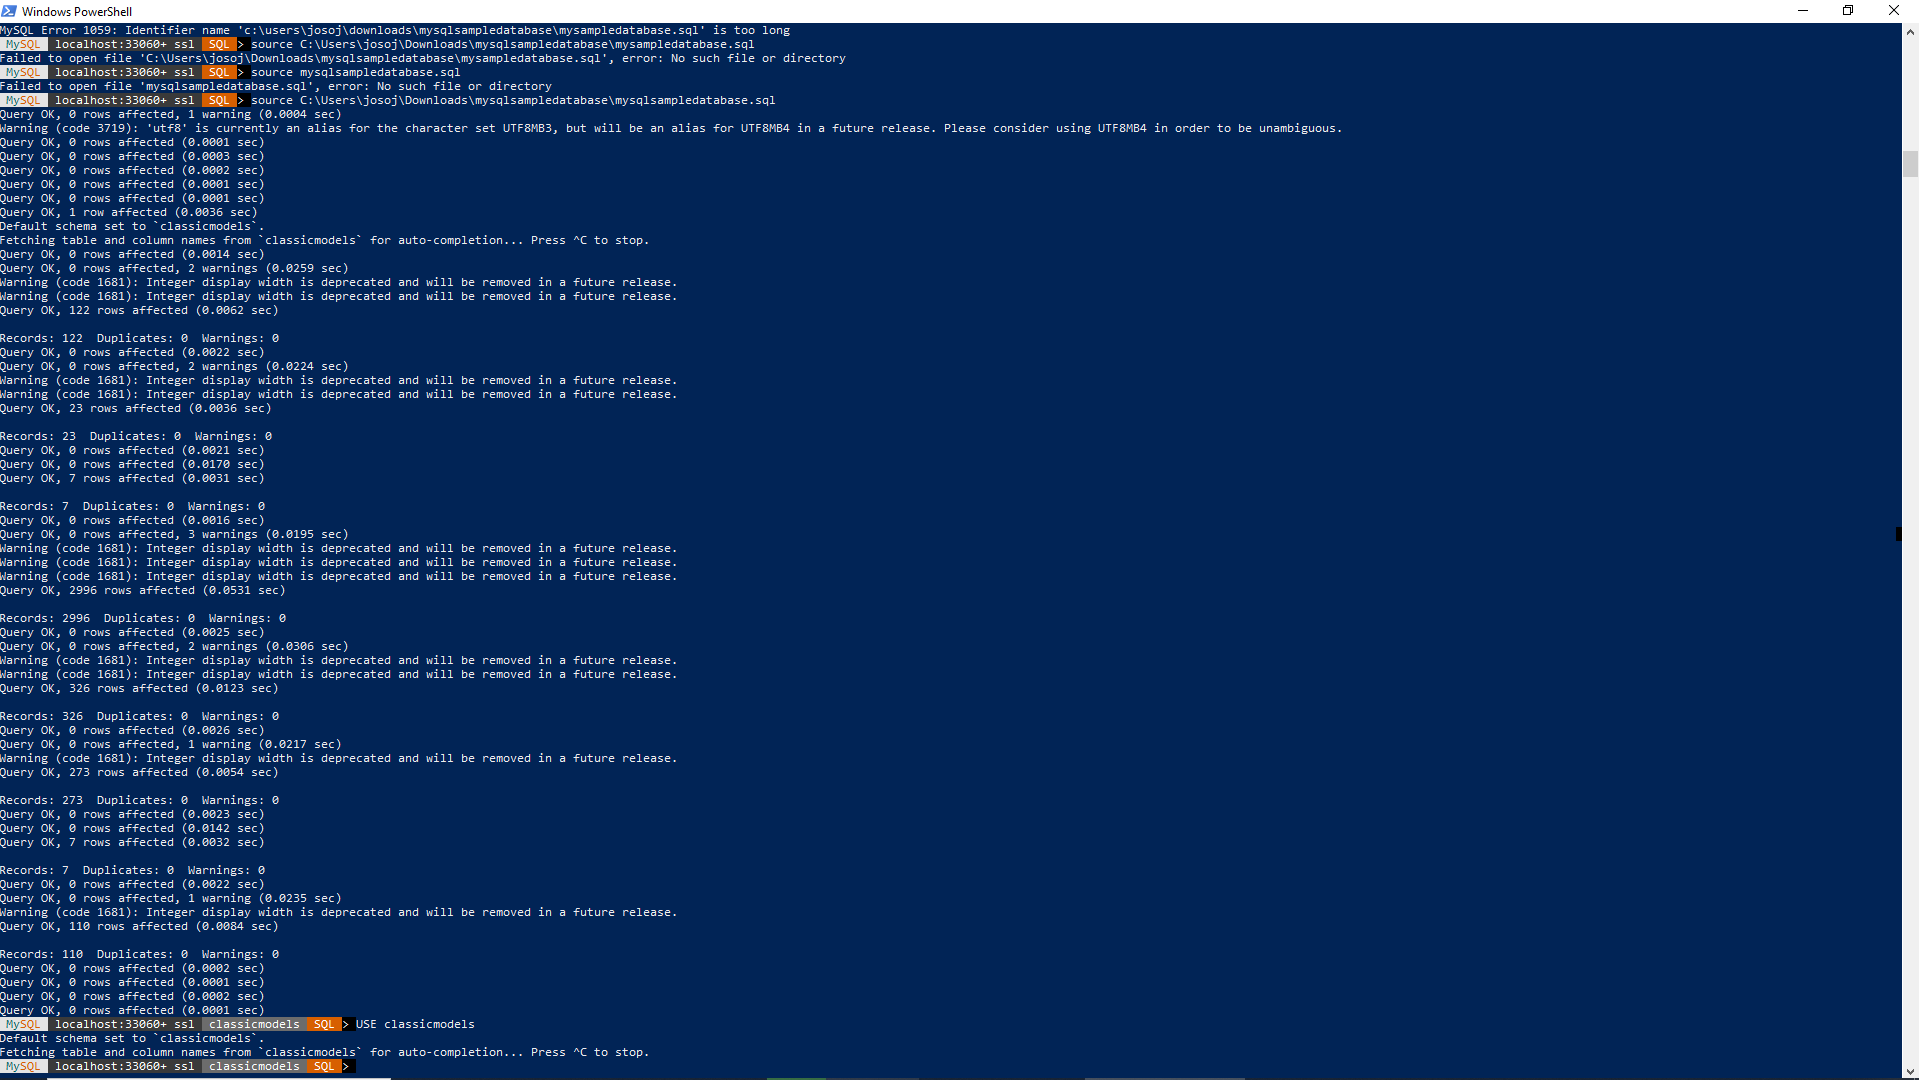 Windows PowerShell
MySQL Error 1059: Identifier name 'c:\users\josoj\downloads\mysqlsampledatabase\mysampledatabase.sql' is too long
MySQL localhost:33060+ ssl SQL > source C:\Users\josoj\Downloads\mysqlsampledatabase\mysampledatabase.sql
Failed to open file 'C:\Users\josoj\Downloads\mysqlsampledatabase\mysampledatabase.sql', error: No such file or directory
MySQL localhost:33060+ ssl SQL > source mysqlsampledatabase.sql
Failed to open file 'mysqlsampledatabase.sql', error: No such file or directory
MySQL localhost:33060+ ssl SQL > source C:\Users\josoj\Downloads\mysqlsampledatabase\mysqlsampledatabase.sql
Query OK, 0 rows affected, 1 warning (0.0004 sec)
Warning (code 3719): 'utf8' is currently an alias for the character set UTF8MB3, but will be an alias for UTF8MB4 in a future release. Please consider using UTF8MB4 in order to be unambiguous.
Query OK, 0 rows affected (0.0001 sec)
Query OK, 0 rows affected (0.0003 sec)
Query OK, 0 rows affected (0.0002 sec)
Query OK, 0 rows affected (0.0001 sec)
Query OK, 0 rows affected (0.0001 sec)
Query OK, 1 row affected (0.0036 sec)
Default schema set to `classicmodels`.
Fetching table and column names from `classicmodels` for auto-completion... Press ^C to stop.
Query OK, 0 rows affected (0.0014 sec)
Query OK, 0 rows affected, 2 warnings (0.0259 sec)
Warning (code 1681): Integer display width is deprecated and will be removed in a future release.
Warning (code 1681): Integer display width is deprecated and will be removed in a future release.
Query OK, 122 rows affected (0.0062 sec)
Records: 122  Duplicates: 0  Warnings: 0
Query OK, 0 rows affected (0.0022 sec)
Query OK, 0 rows affected, 2 warnings (0.0224 sec)
Warning (code 1681): Integer display width is deprecated and will be removed in a future release.
Warning (code 1681): Integer display width is deprecated and will be removed in a future release.
Query OK, 23 rows affected (0.0036 sec)
Records: 23  Duplicates: 0  Warnings: 0
Query OK, 0 rows affected (0.0021 sec)
Query OK, 0 rows affected (0.0170 sec)
Query OK, 7 rows affected (0.0031 sec)
Records: 7  Duplicates: 0  Warnings: 0
Query OK, 0 rows affected (0.0016 sec)
Query OK, 0 rows affected, 3 warnings (0.0195 sec)
Warning (code 1681): Integer display width is deprecated and will be removed in a future release.
Warning (code 1681): Integer display width is deprecated and will be removed in a future release.
Warning (code 1681): Integer display width is deprecated and will be removed in a future release.
Query OK, 2996 rows affected (0.0531 sec)
Records: 2996  Duplicates: 0  Warnings: 0
Query OK, 0 rows affected (0.0025 sec)
Query OK, 0 rows affected, 2 warnings (0.0306 sec)
Warning (code 1681): Integer display width is deprecated and will be removed in a future release.
Warning (code 1681): Integer display width is deprecated and will be removed in a future release.
Query OK, 326 rows affected (0.0123 sec)
Records: 326  Duplicates: 0  Warnings: 0
Query OK, 0 rows affected (0.0026 sec)
Query OK, 0 rows affected, 1 warning (0.0217 sec)
Warning (code 1681): Integer display width is deprecated and will be removed in a future release.
Query OK, 273 rows affected (0.0054 sec)
Records: 273  Duplicates: 0  Warnings: 0
Query OK, 0 rows affected (0.0023 sec)
Query OK, 0 rows affected (0.0142 sec)
Query OK, 7 rows affected (0.0032 sec)
Records: 7  Duplicates: 0  Warnings: 0
Query OK, 0 rows affected (0.0022 sec)
Query OK, 0 rows affected, 1 warning (0.0235 sec)
Warning (code 1681): Integer display width is deprecated and will be removed in a future release.
Query OK, 110 rows affected (0.0084 sec)
Records: 110  Duplicates: 0  Warnings: 0
Query OK, 0 rows affected (0.0002 sec)
Query OK, 0 rows affected (0.0001 sec)
Query OK, 0 rows affected (0.0002 sec)
Query OK, 0 rows affected (0.0001 sec)
MySQL localhost:33060+ ssl classicmodels SQL > USE classicmodels
Default schema set to `classicmodels`.
Fetching table and column names from `classicmodels` for auto-completion... Press ^C to stop.
MySQL localhost:33060+ ssl classicmodels SQL >